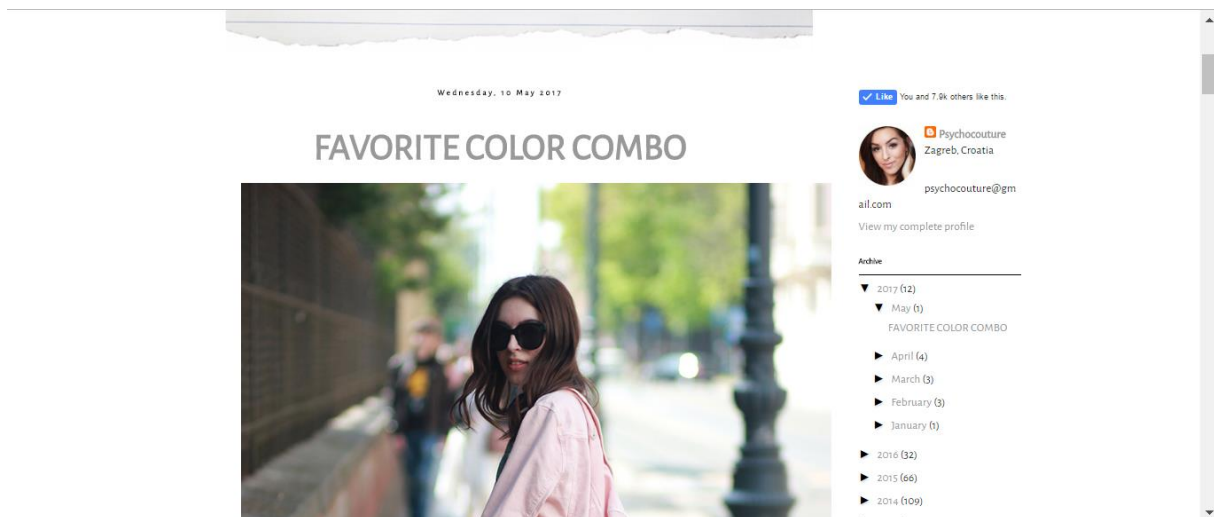 Wednesday, 10 May 2017
FAVORITE COLOR COMBO
Like You and 7.9k others like this.
Psychocouture
Zagreb, Croatia
psychocouture@gm
ail.com
View my complete profile
Archive
▼ 2017 (12)
▼ May (1)
FAVORITE COLOR COMBO
► April (4)
► March (3)
► February (3)
► January (1)
► 2016 (32)
► 2015 (66)
► 2014 (109)